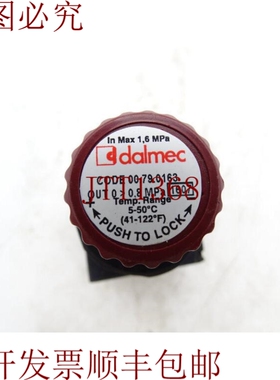 图必究
In Max 1,6 MPa
dalmec
CODE 00.79.0163
OUT 0 > 0.8 MPa 1607
Temp. Range
5-50°C
(41-122°F)
PUSH TO LOCK
开发票顺丰包邮